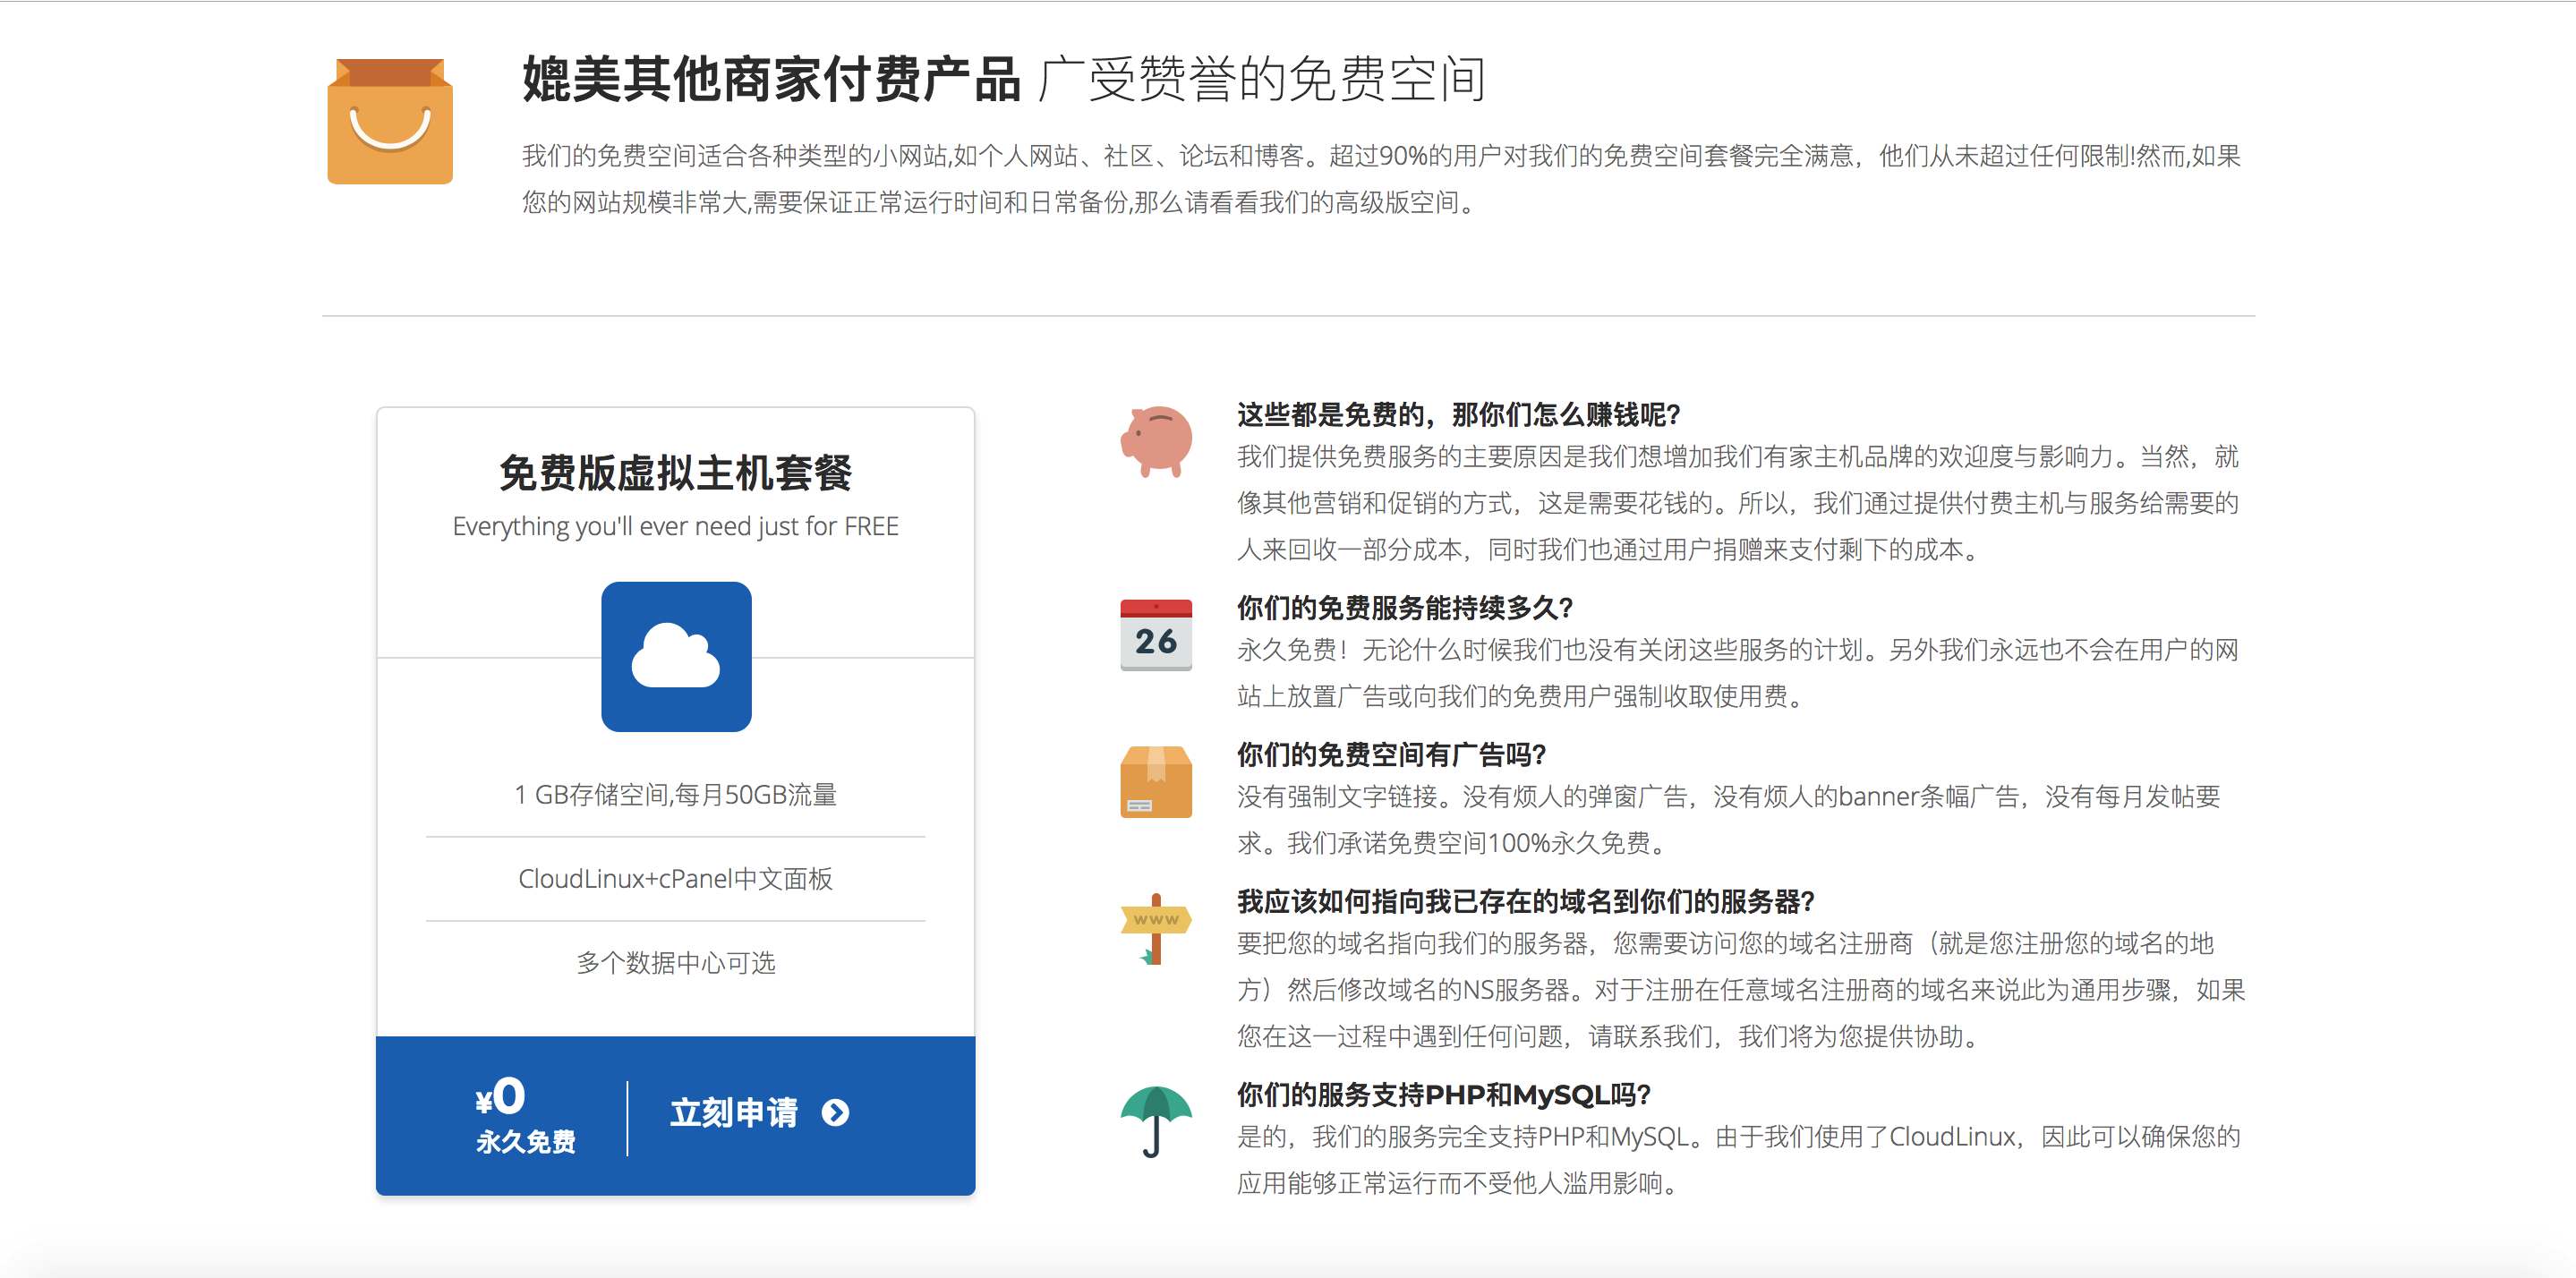 媲美其他商家付费产品 广受赞誉的免费空间
我们的免费空间适合各种类型的小网站,如个人网站、社区、论坛和博客。超过90%的用户对我们的免费空间套餐完全满意，他们从未超过任何限制!然而,如果
您的网站规模非常大,需要保证正常运行时间和日常备份,那么请看看我们的高级版空间。
免费版虚拟主机套餐
Everything you'll ever need just for FREE
1 GB存储空间,每月50GB流量
CloudLinux+cPanel中文面板
多个数据中心可选
¥0
永久免费
立刻申请
这些都是免费的，那你们怎么赚钱呢?
我们提供免费服务的主要原因是我们想增加我们有家主机品牌的欢迎度与影响力。当然，就
像其他营销和促销的方式，这是需要花钱的。所以，我们通过提供付费主机与服务给需要的
人来回收一部分成本，同时我们也通过用户捐赠来支付剩下的成本。
26
你们的免费服务能持续多久?
永久免费！无论什么时候我们也没有关闭这些服务的计划。另外我们永远也不会在用户的网
站上放置广告或向我们的免费用户强制收取使用费。
你们的免费空间有广告吗?
没有强制文字链接。没有烦人的弹窗广告，没有烦人的banner条幅广告，没有每月发帖要
求。我们承诺免费空间100%永久免费。
www
我应该如何指向我已存在的域名到你们的服务器?
要把您的域名指向我们的服务器，您需要访问您的域名注册商（就是您注册您的域名的地
方）然后修改域名的NS服务器。对于注册在任意域名注册商的域名来说此为通用步骤，如果
您在这一过程中遇到任何问题，请联系我们，我们将为您提供协助。
你们的服务支持PHP和MySQL吗?
是的，我们的服务完全支持PHP和MySQL。由于我们使用了CloudLinux，因此可以确保您的
应用能够正常运行而不受他人滥用影响。